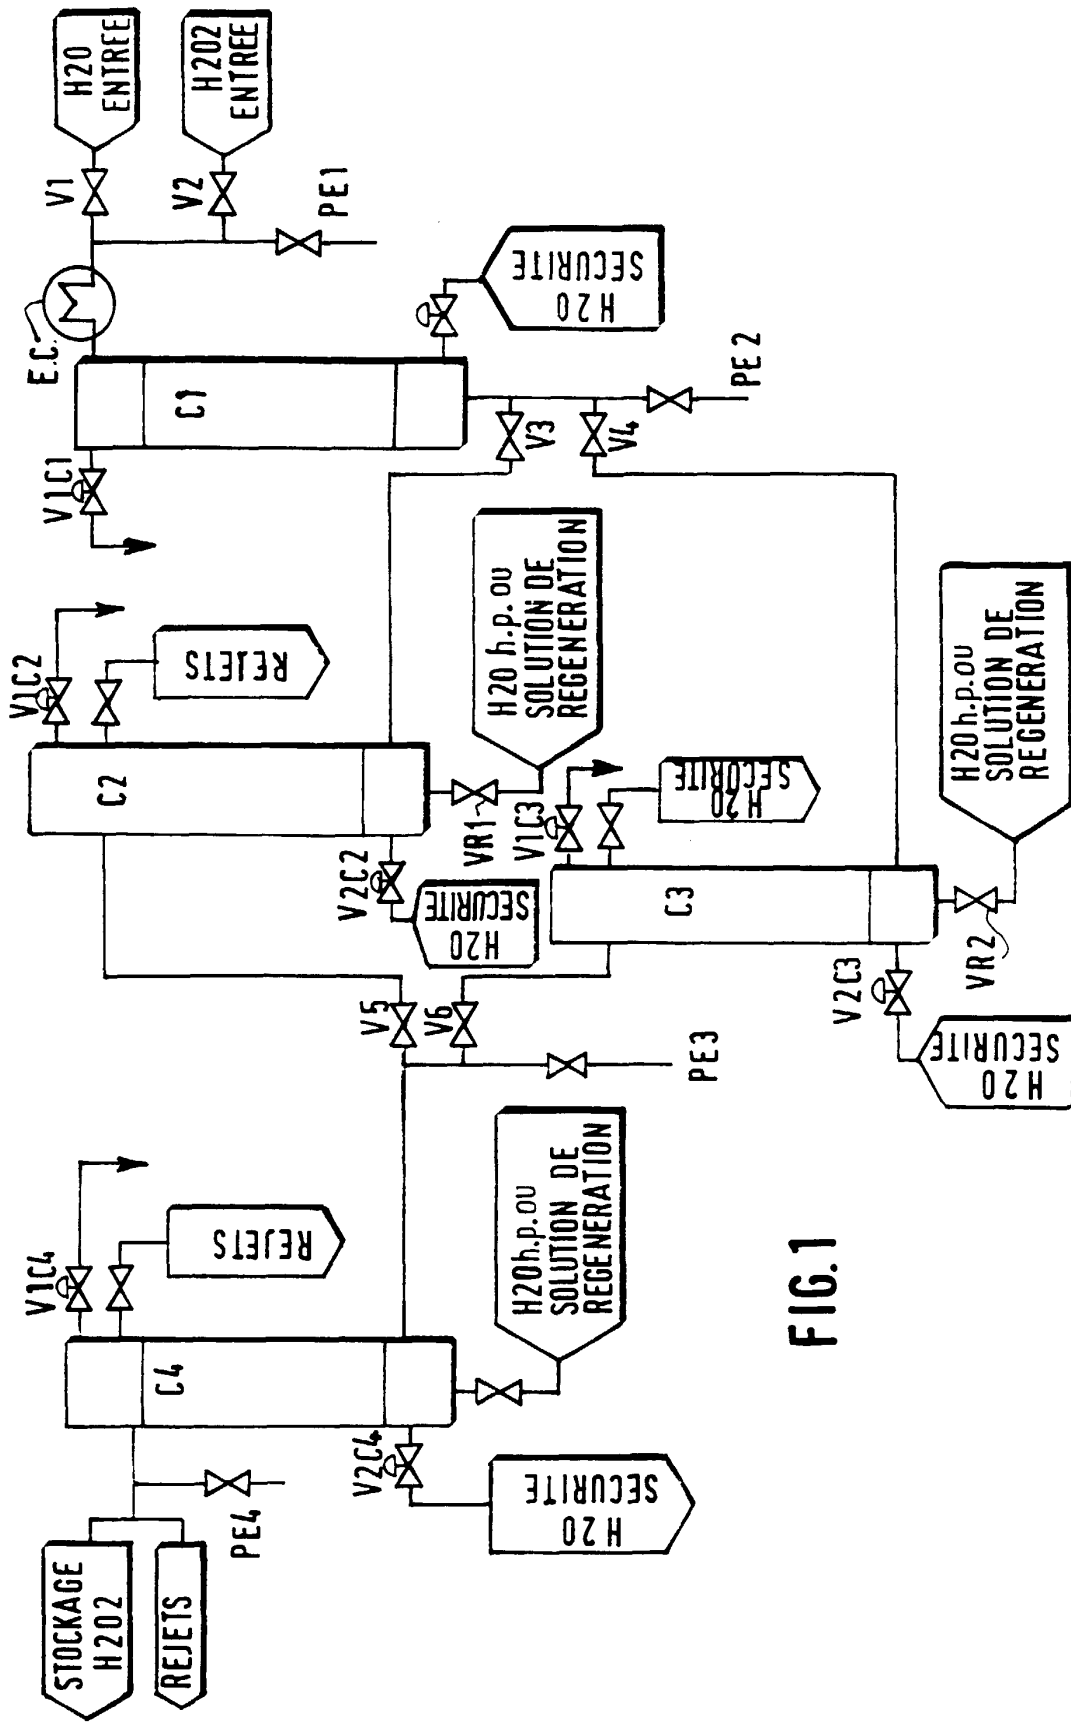 H20
ENTREE
H202
ENTREE
V1
V2
PE1
E.C.
C1
V1C1
H20
SECURITE
V3
V4
PE2
V1C2
REJETS
C2
H20 h.p. ou
SOLUTION DE
REGENERATION
VR1
V2C2
H20
SECURITE
V1C3
H20
SECURITE
C3
H20 h.p. ou
SOLUTION DE
REGENERATION
VR2
V2C3
H20
SECURITE
V5
V6
PE3
V1C4
REJETS
C4
H20 h.p. ou
SOLUTION DE
REGENERATION
V2C4
H20
SECURITE
PE4
STOCKAGE
H202
REJETS
FIG.1